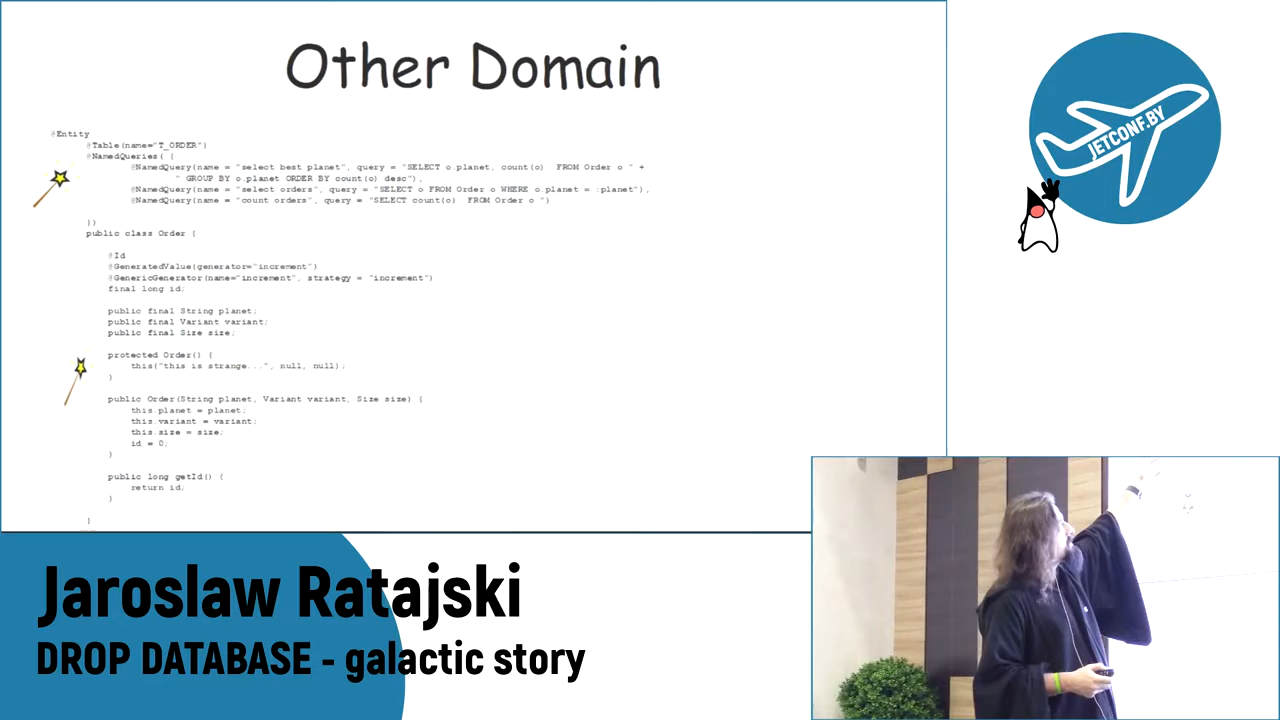 Other Domain
@Entity
@Table(name="T_ORDER")
@NamedQueries( {
@NamedQuery(name = "select best planet", query = "SELECT o.planet, count(o)  FROM Order o " +
" GROUP BY o.planet ORDER BY count(o) desc"),
@NamedQuery(name = "select orders", query = "SELECT o FROM Order o WHERE o.planet = :planet"),
@NamedQuery(name = "count orders", query = "SELECT count(o)  FROM Order o ")
})
public class Order {
@Id
@GeneratedValue(generator="increment")
@GenericGenerator(name="increment", strategy = "increment")
final long id;
public final String planet;
public final Variant variant;
public final Size size;
protected Order() {
this("this is strange...", null, null);
}
public Order(String planet, Variant variant, Size size) {
this.planet = planet;
this.variant = variant;
this.size = size;
id = 0;
}
public long getId() {
return id;
}
}
JETCONF.BY
Jaroslaw Ratajski
DROP DATABASE - galactic story